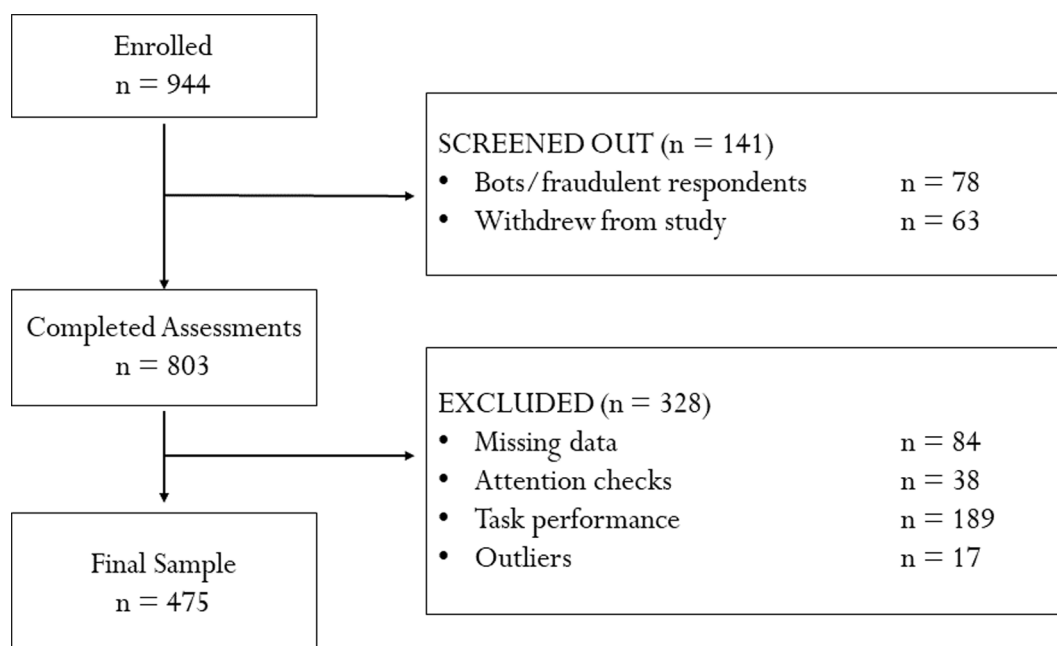 Enrolled
n = 944
SCREENED OUT (n = 141)
• Bots/fraudulent respondents n = 78
• Withdrew from study n = 63
Completed Assessments
n = 803
EXCLUDED (n = 328)
• Missing data n = 84
• Attention checks n = 38
• Task performance n = 189
• Outliers n = 17
Final Sample
n = 475